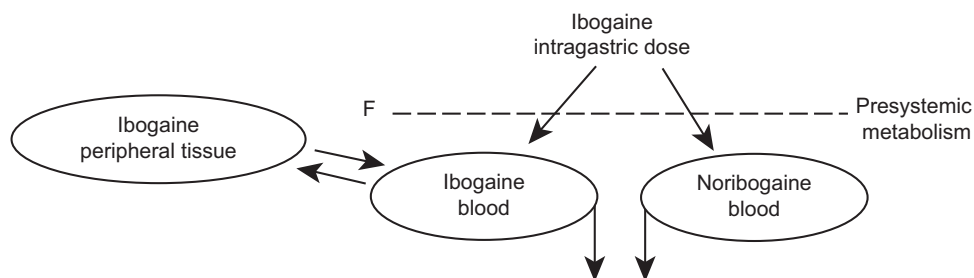 Ibogaine
intragastric dose
F
Presystemic
metabolism
Ibogaine
peripheral tissue
Ibogaine
blood
Noribogaine
blood